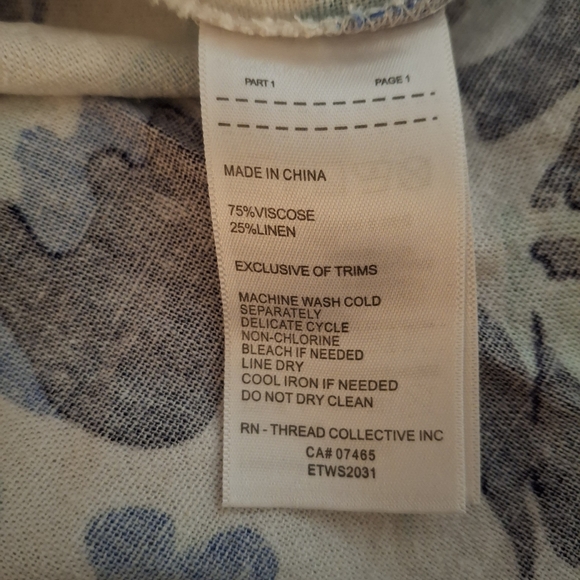 PART 1 PAGE 1
MADE IN CHINA
75%VISCOSE
25%LINEN
EXCLUSIVE OF TRIMS
MACHINE WASH COLD
SEPARATELY
DELICATE CYCLE
NON-CHLORINE
BLEACH IF NEEDED
LINE DRY
COOL IRON IF NEEDED
DO NOT DRY CLEAN
RN - THREAD COLLECTIVE INC
CA# 07465
ETWS2031